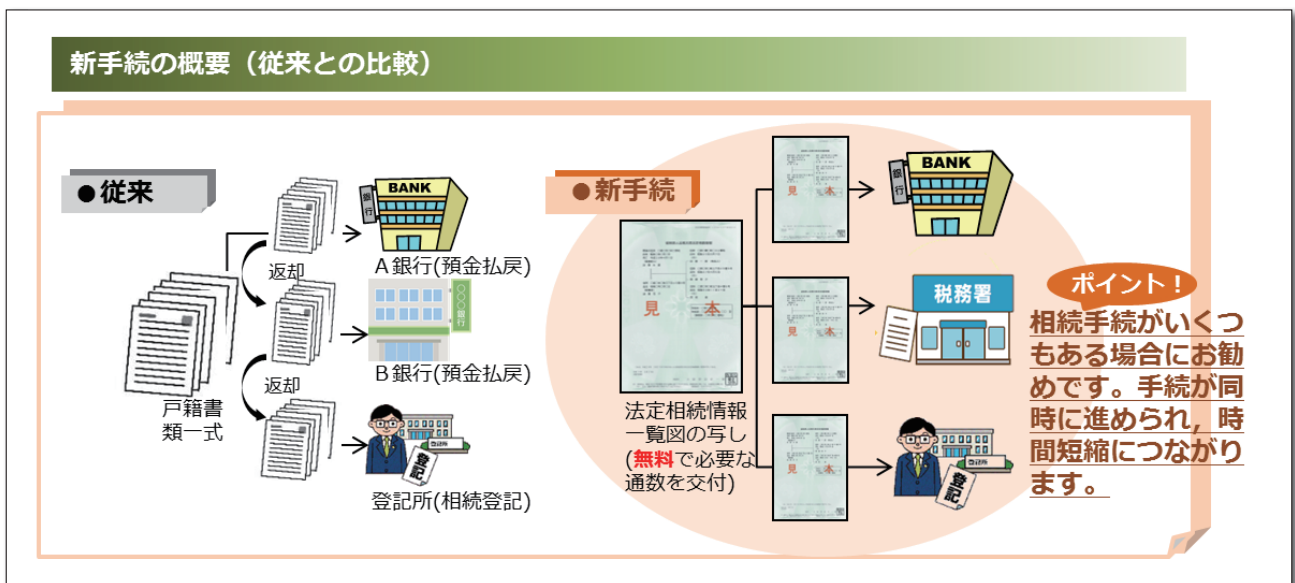 新手続の概要（従来との比較）
●従来
返却
返却
戸籍書
類一式
BANK
銀行
A銀行(預金払戻)
〇〇〇銀行
B銀行(預金払戻)
登記所
登記
登記所(相続登記)
●新手続
見本
法定相続情報
一覧図の写し
(無料で必要な
通数を交付)
見本
BANK
銀行
見本
税務署
見本
登記所
登記
ポイント！
相続手続がいくつ
もある場合にお勧
めです。手続が同
時に進められ，時
間短縮につながり
ます。